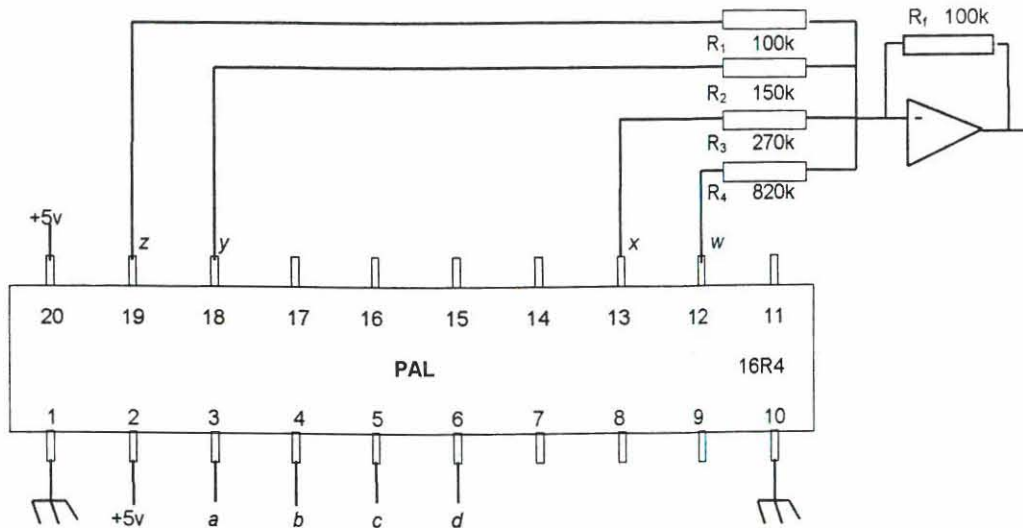 R₁ 100k
R₂ 150k
R₃ 270k
R₄ 820k
Rf 100k
-
+5v
z
y
x
w
20 19 18 17 16 15 14 13 12 11
PAL
16R4
1 2 3 4 5 6 7 8 9 10
+5v
a
b
c
d